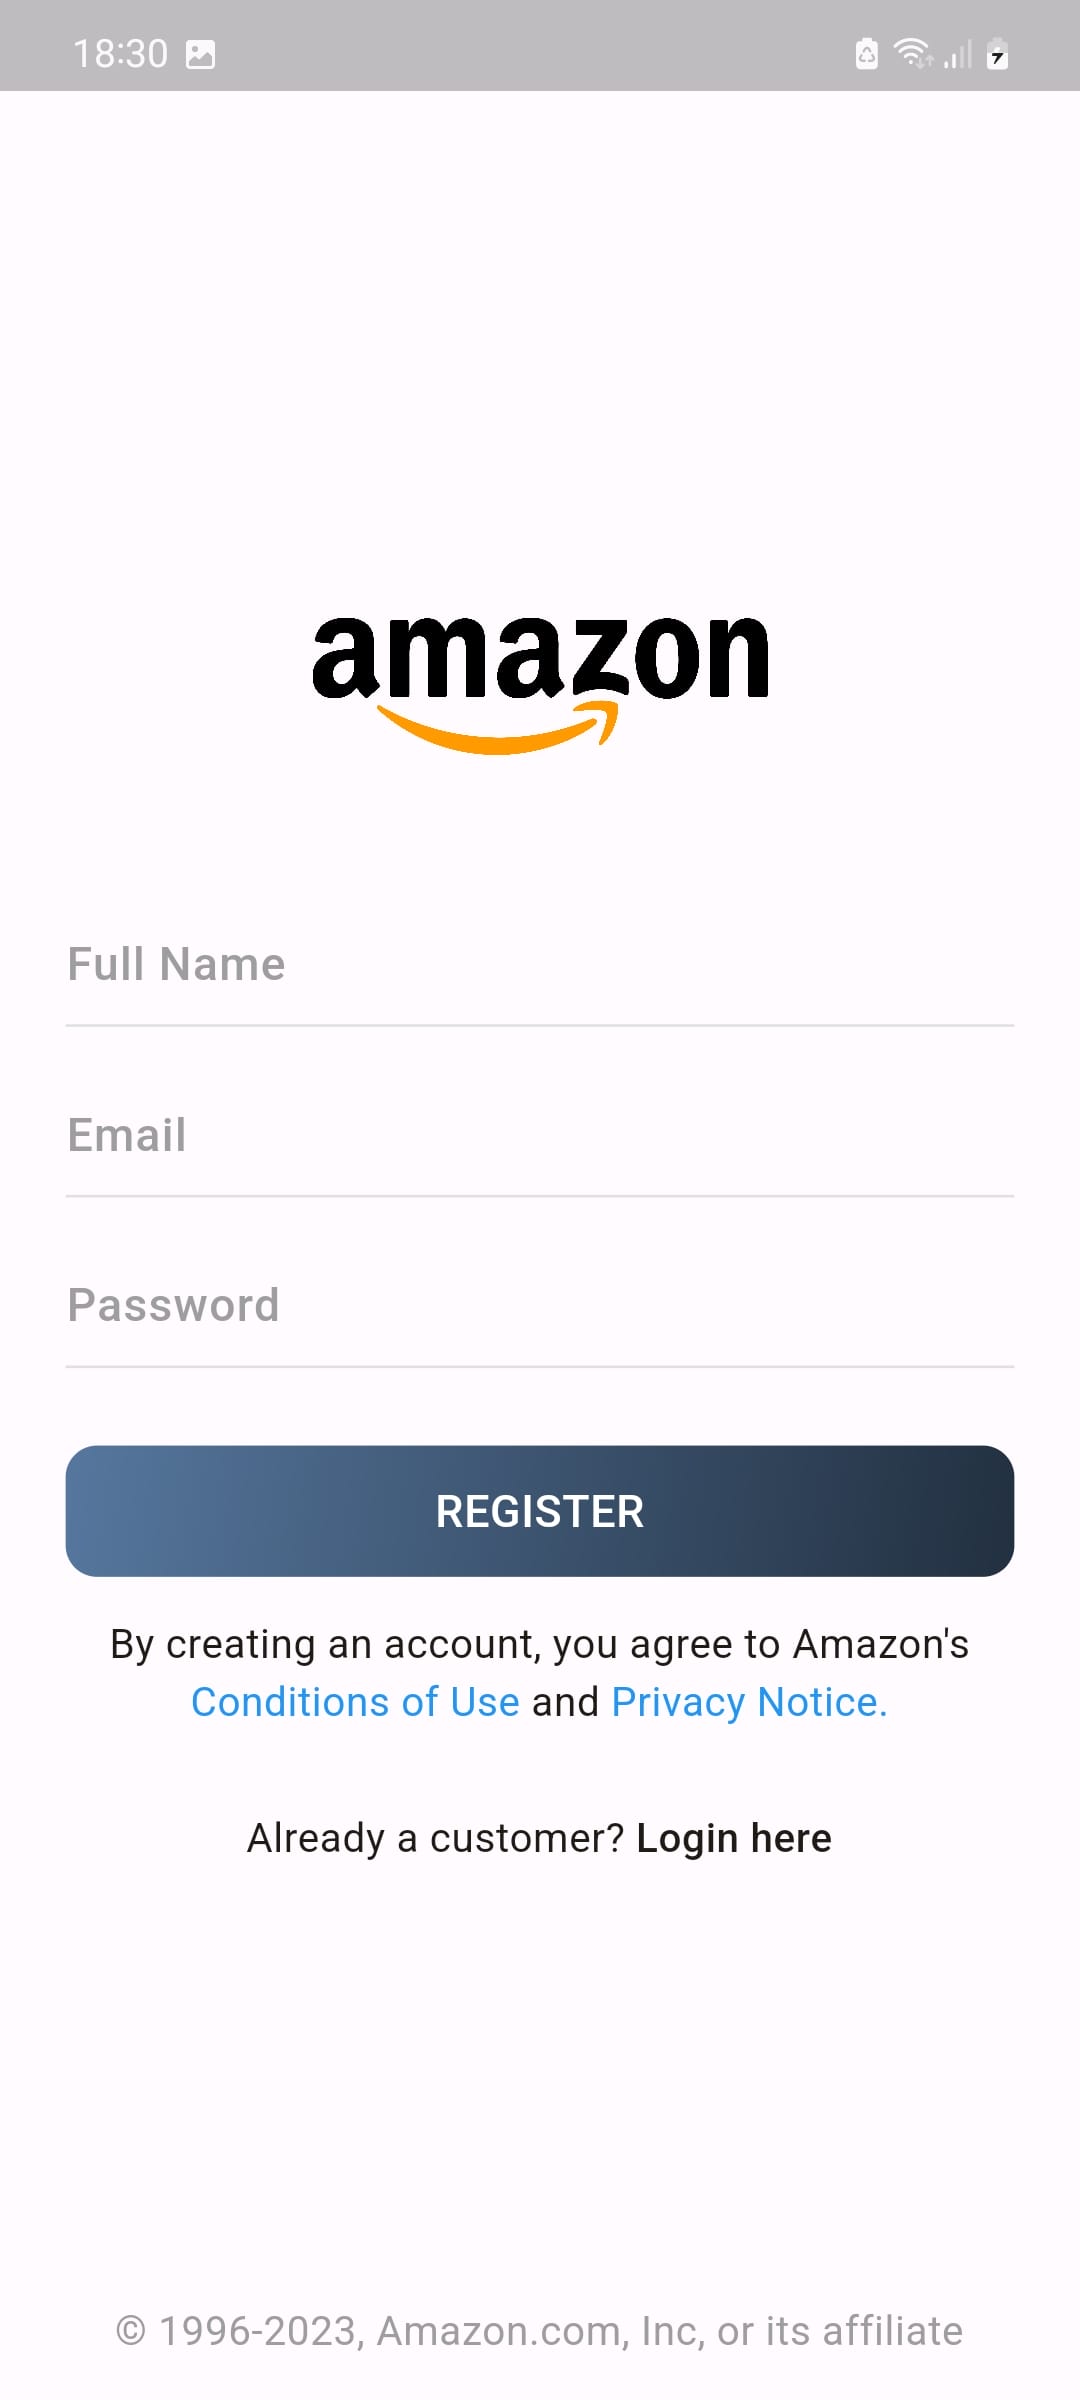 18:30
amazon
Full Name
Email
Password
REGISTER
By creating an account, you agree to Amazon's
Conditions of Use and Privacy Notice.
Already a customer? Login here
© 1996-2023, Amazon.com, Inc, or its affiliate